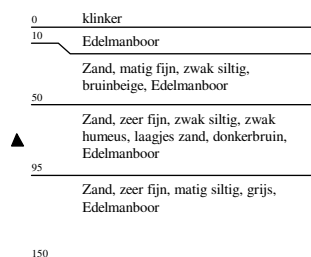 0 klinker
10 Edelmanboor
Zand, matig fijn, zwak siltig,
bruinbeige, Edelmanboor
50
Zand, zeer fijn, zwak siltig, zwak
humeus, laagjes zand, donkerbruin,
Edelmanboor
95
Zand, zeer fijn, matig siltig, grijs,
Edelmanboor
150